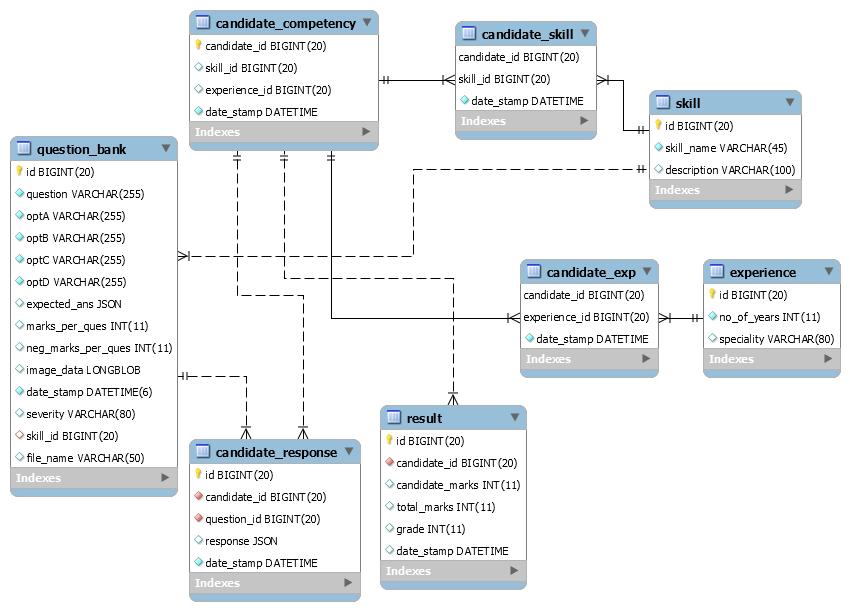 candidate_competency
candidate_id BIGINT(20)
skill_id BIGINT(20)
experience_id BIGINT(20)
date_stamp DATETIME
Indexes
candidate_skill
candidate_id BIGINT(20)
skill_id BIGINT(20)
date_stamp DATETIME
Indexes
skill
id BIGINT(20)
skill_name VARCHAR(45)
description VARCHAR(100)
Indexes
question_bank
id BIGINT(20)
question VARCHAR(255)
optA VARCHAR(255)
optB VARCHAR(255)
optC VARCHAR(255)
optD VARCHAR(255)
expected_ans JSON
marks_per_ques INT(11)
neg_marks_per_ques INT(11)
image_data LONGBLOB
date_stamp DATETIME(6)
severity VARCHAR(80)
skill_id BIGINT(20)
file_name VARCHAR(50)
Indexes
candidate_exp
candidate_id BIGINT(20)
experience_id BIGINT(20)
date_stamp DATETIME
Indexes
experience
id BIGINT(20)
no_of_years INT(11)
speciality VARCHAR(80)
Indexes
candidate_response
id BIGINT(20)
candidate_id BIGINT(20)
question_id BIGINT(20)
response JSON
date_stamp DATETIME
Indexes
result
id BIGINT(20)
candidate_id BIGINT(20)
candidate_marks INT(11)
total_marks INT(11)
grade INT(11)
date_stamp DATETIME
Indexes